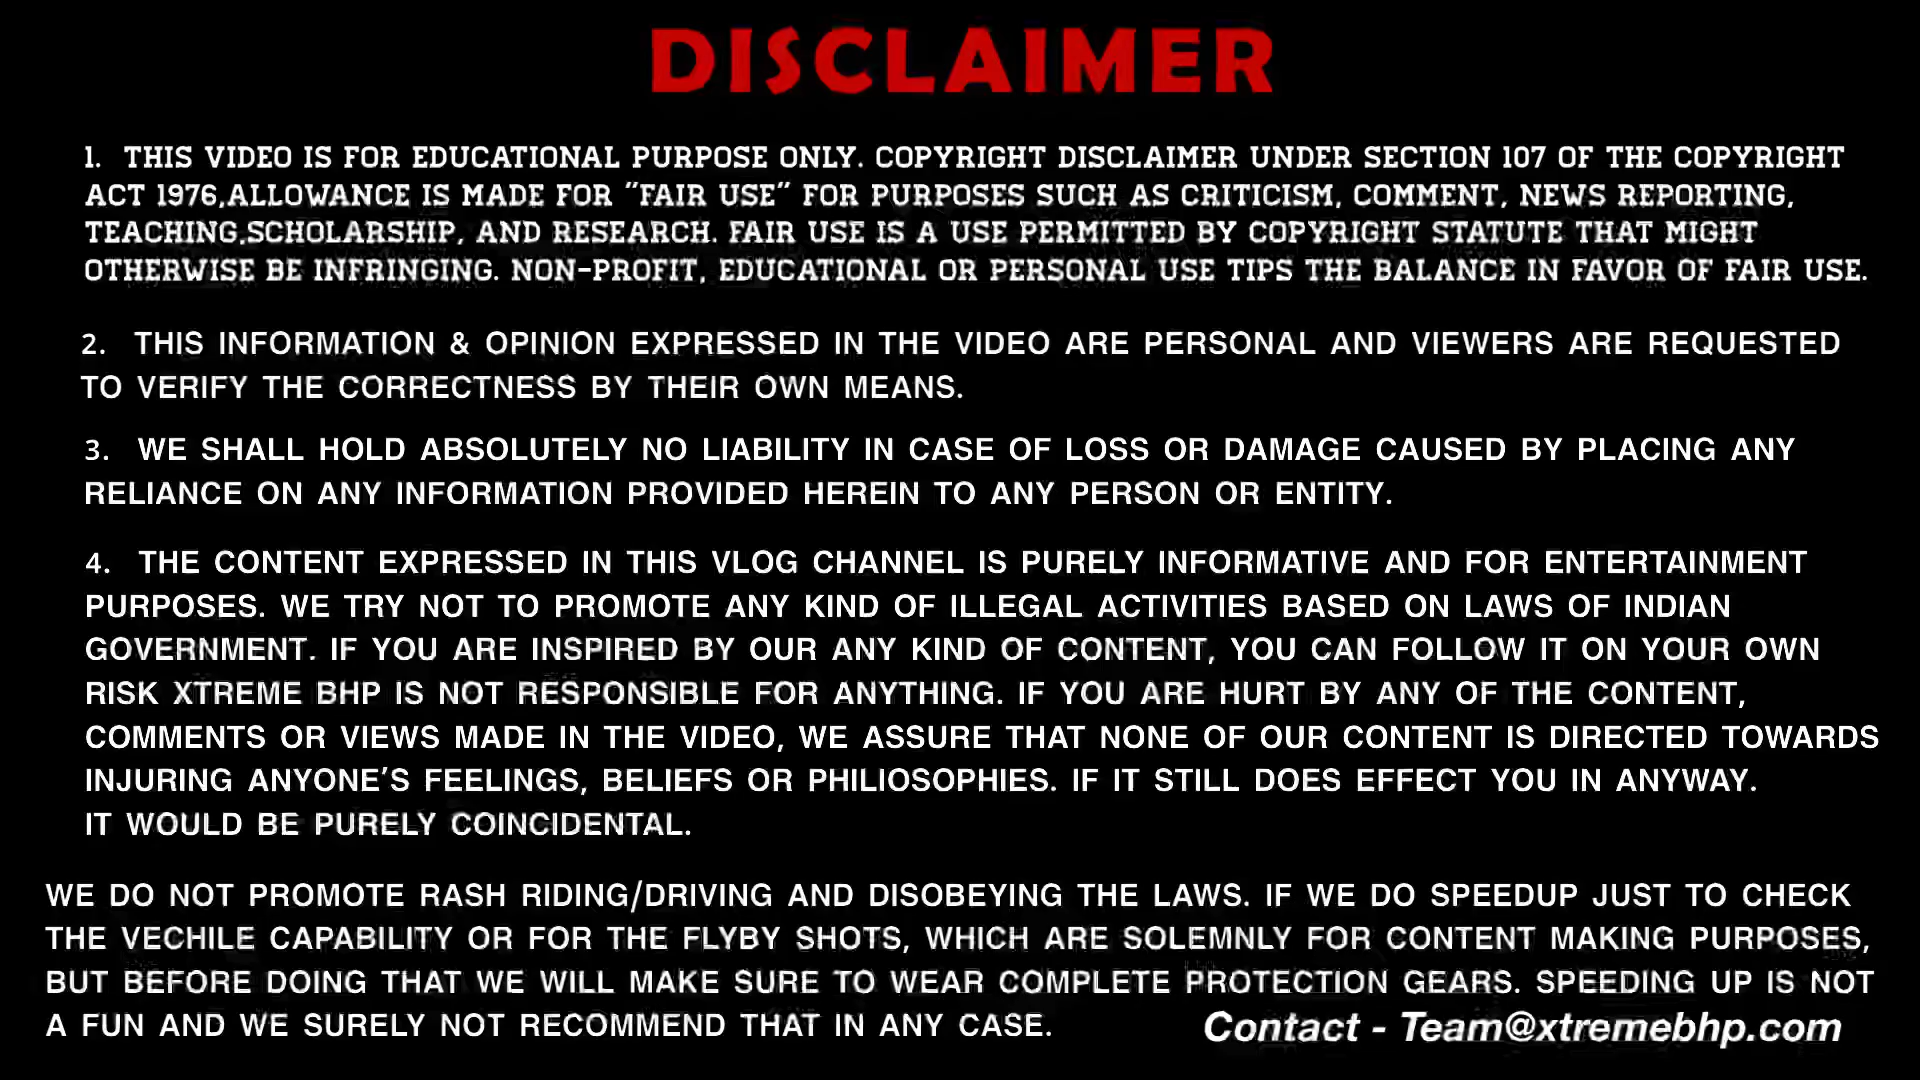 DISCLAIMER
1. THIS VIDEO IS FOR EDUCATIONAL PURPOSE ONLY. COPYRIGHT DISCLAIMER UNDER SECTION 107 OF THE COPYRIGHT
ACT 1976,ALLOWANCE IS MADE FOR "FAIR USE" FOR PURPOSES SUCH AS CRITICISM, COMMENT, NEWS REPORTING,
TEACHING,SCHOLARSHIP, AND RESEARCH. FAIR USE IS A USE PERMITTED BY COPYRIGHT STATUTE THAT MIGHT
OTHERWISE BE INFRINGING. NON-PROFIT, EDUCATIONAL OR PERSONAL USE TIPS THE BALANCE IN FAVOR OF FAIR USE.
2. THIS INFORMATION & OPINION EXPRESSED IN THE VIDEO ARE PERSONAL AND VIEWERS ARE REQUESTED
TO VERIFY THE CORRECTNESS BY THEIR OWN MEANS.
3. WE SHALL HOLD ABSOLUTELY NO LIABILITY IN CASE OF LOSS OR DAMAGE CAUSED BY PLACING ANY
RELIANCE ON ANY INFORMATION PROVIDED HEREIN TO ANY PERSON OR ENTITY.
4. THE CONTENT EXPRESSED IN THIS VLOG CHANNEL IS PURELY INFORMATIVE AND FOR ENTERTAINMENT
PURPOSES. WE TRY NOT TO PROMOTE ANY KIND OF ILLEGAL ACTIVITIES BASED ON LAWS OF INDIAN
GOVERNMENT. IF YOU ARE INSPIRED BY OUR ANY KIND OF CONTENT, YOU CAN FOLLOW IT ON YOUR OWN
RISK XTREME BHP IS NOT RESPONSIBLE FOR ANYTHING. IF YOU ARE HURT BY ANY OF THE CONTENT,
COMMENTS OR VIEWS MADE IN THE VIDEO, WE ASSURE THAT NONE OF OUR CONTENT IS DIRECTED TOWARDS
INJURING ANYONE'S FEELINGS, BELIEFS OR PHILIOSOPHIES. IF IT STILL DOES EFFECT YOU IN ANYWAY.
IT WOULD BE PURELY COINCIDENTAL.
WE DO NOT PROMOTE RASH RIDING/DRIVING AND DISOBEYING THE LAWS. IF WE DO SPEEDUP JUST TO CHECK
THE VECHILE CAPABILITY OR FOR THE FLYBY SHOTS, WHICH ARE SOLEMNLY FOR CONTENT MAKING PURPOSES,
BUT BEFORE DOING THAT WE WILL MAKE SURE TO WEAR COMPLETE PROTECTION GEARS. SPEEDING UP IS NOT
A FUN AND WE SURELY NOT RECOMMEND THAT IN ANY CASE.
Contact - Team@xtremebhp.com